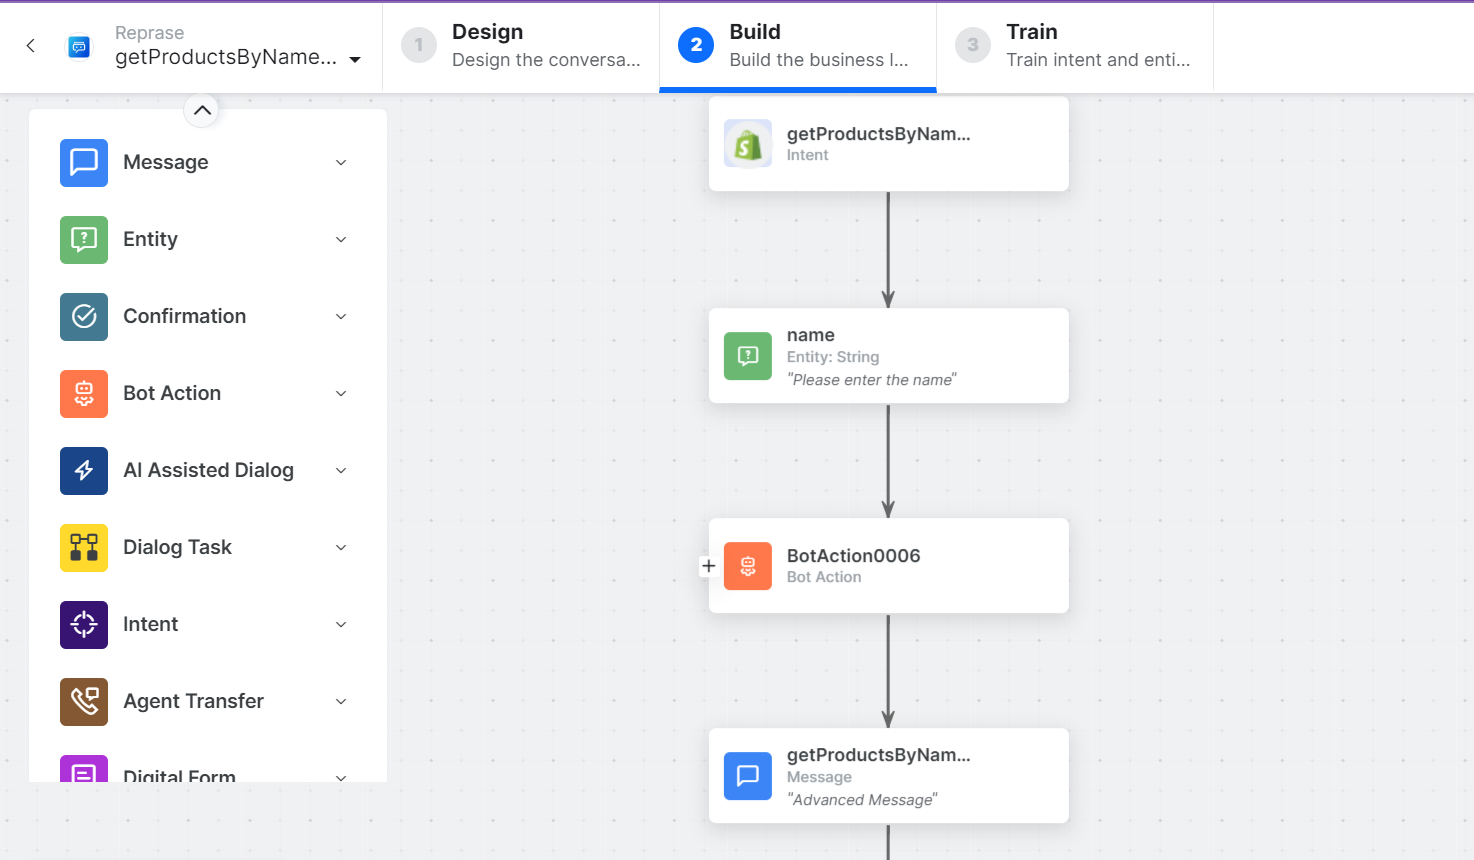 Reprase
getProductsByName...
1
Design
Design the conversa...
2
Build
Build the business l...
3
Train
Train intent and enti...
Message
Entity
Confirmation
Bot Action
AI Assisted Dialog
Dialog Task
Intent
Agent Transfer
Digital Form
getProductsByNam...
Intent
name
Entity: String
"Please enter the name"
BotAction0006
Bot Action
getProductsByNam...
Message
"Advanced Message"